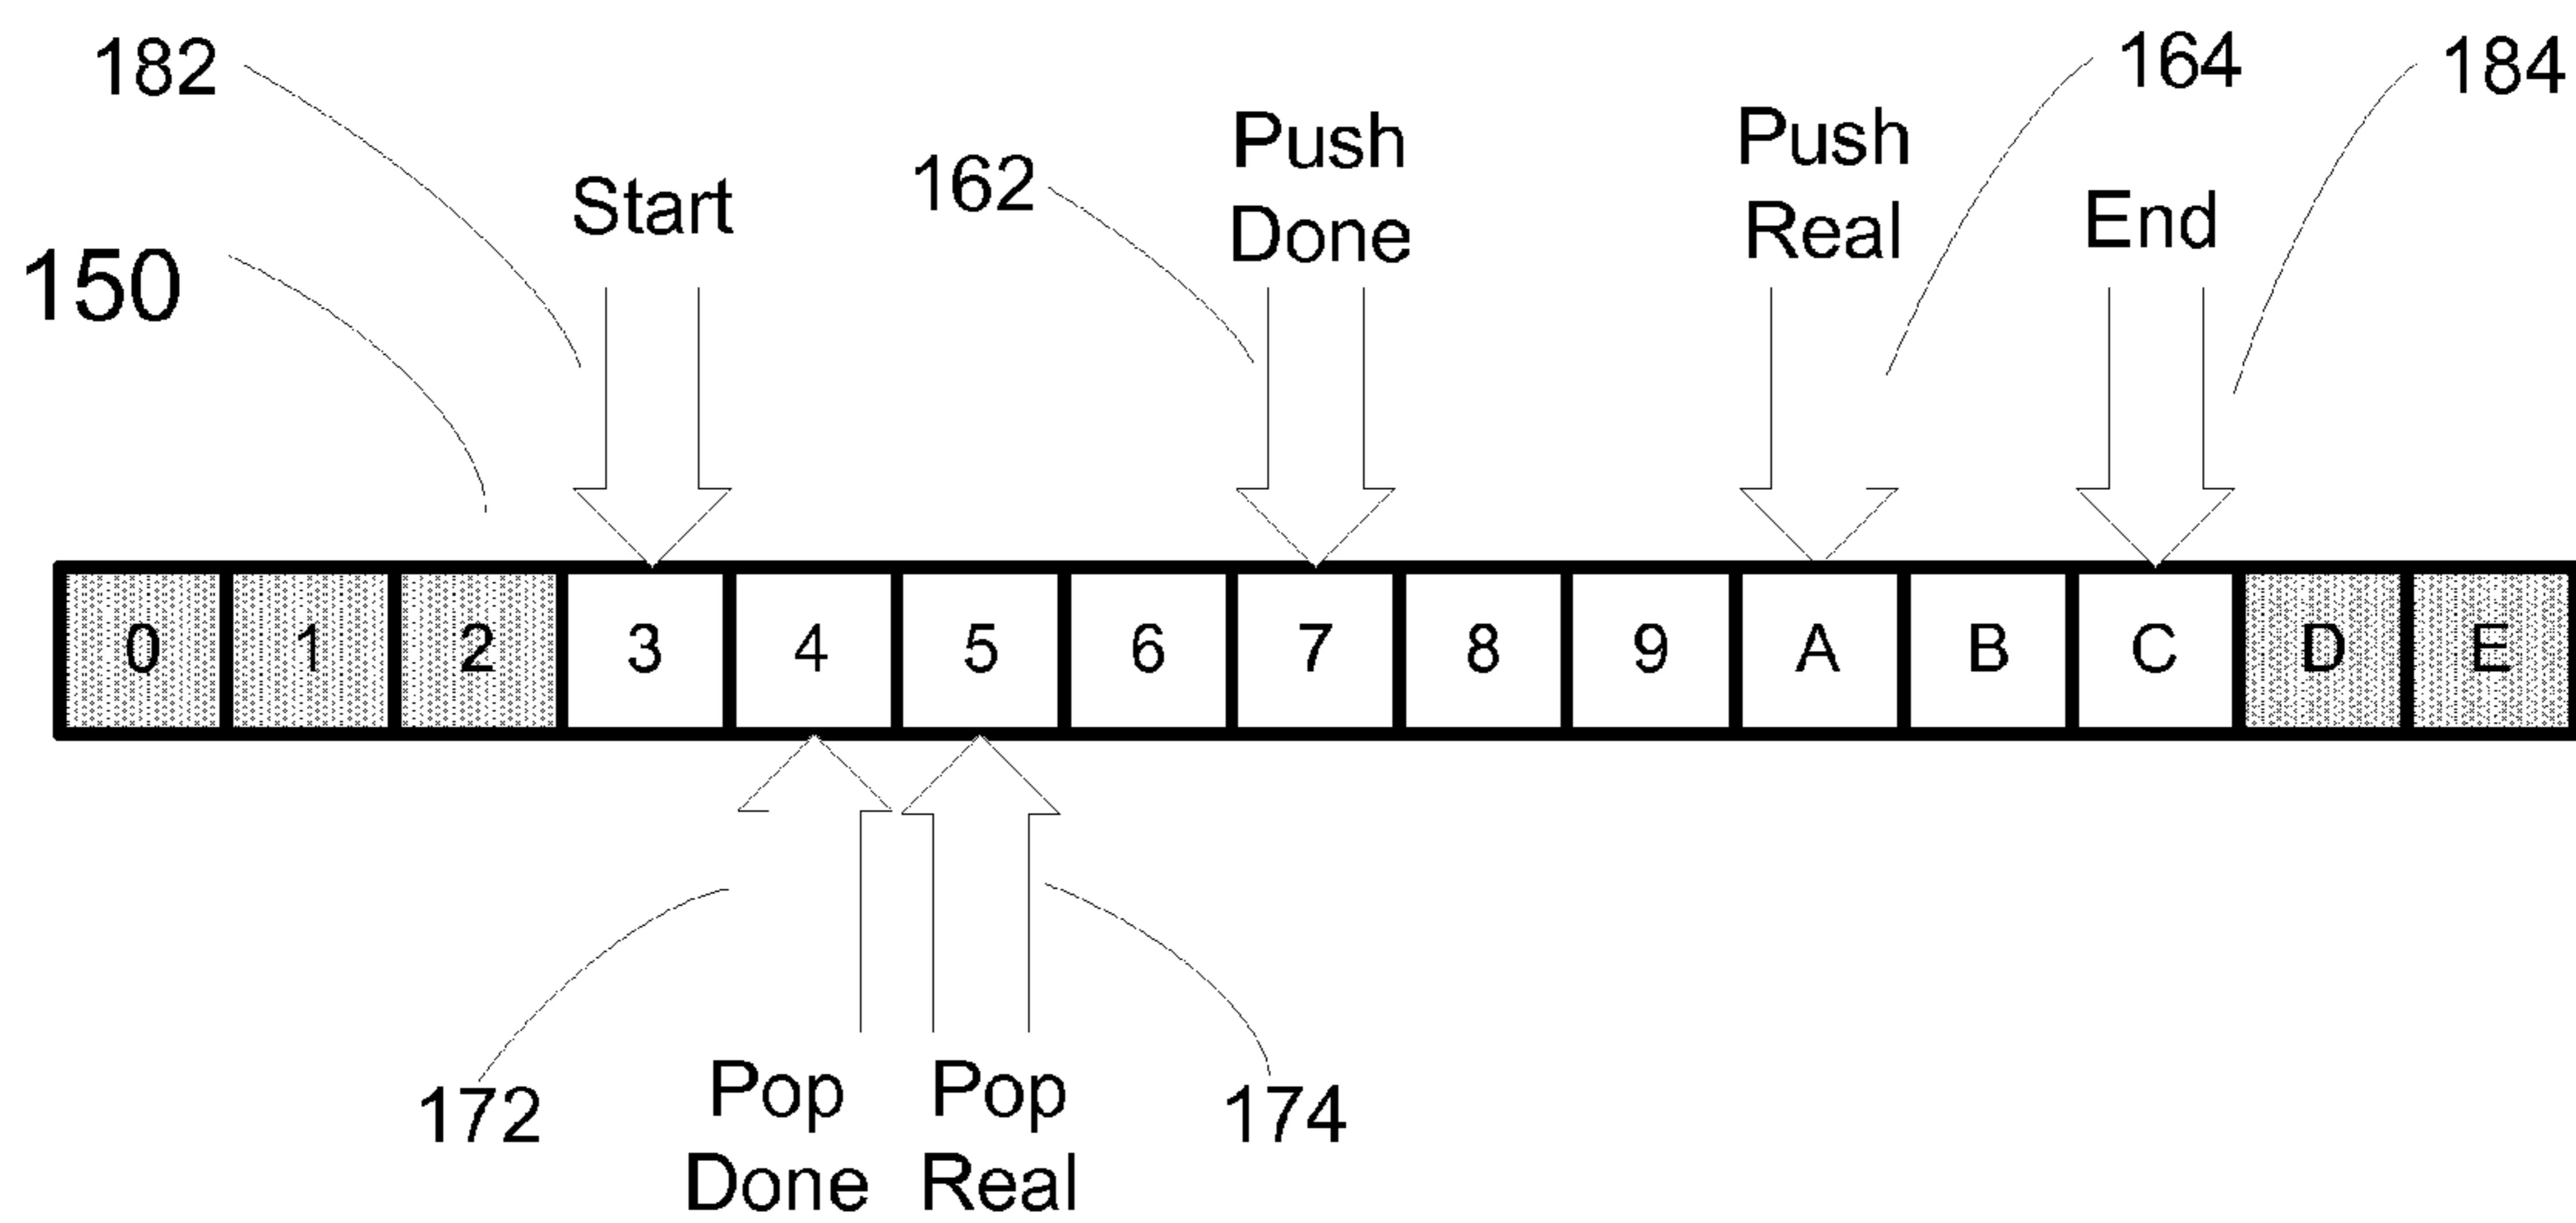 182
164
184
Push
Done
Push
Real
162
Start
End
150
0 1 2 3 4 5 6 7 8 9 A B C D E
172
Pop
Done
Pop
Real
174